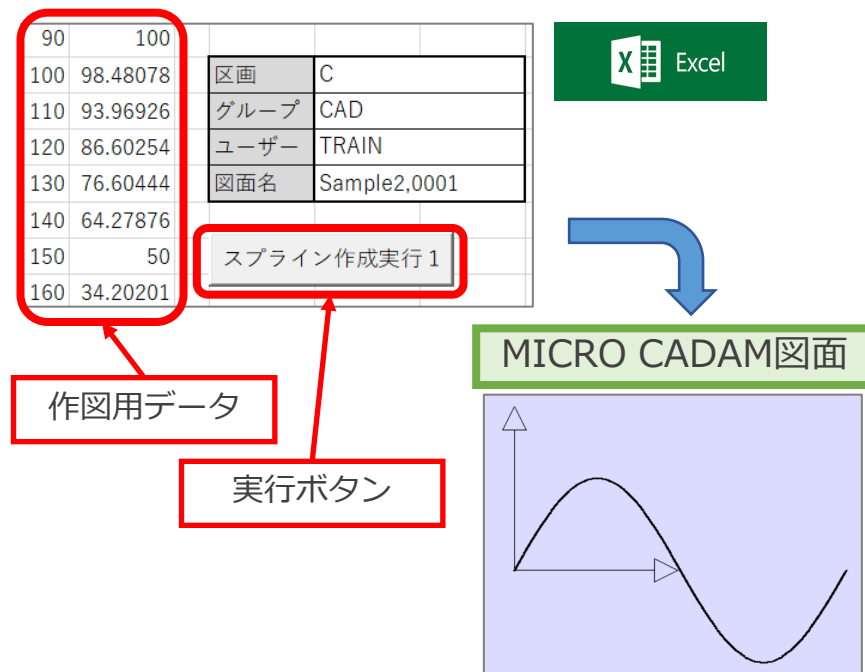 90 100
100 98.48078 区画 C
110 93.96926 グループ CAD
120 86.60254 ユーザー TRAIN
130 76.60444 図面名 Sample2,0001
140 64.27876
150 50 スプライン作成実行1
160 34.20201
Excel
MICRO CADAM図面
作図用データ
実行ボタン